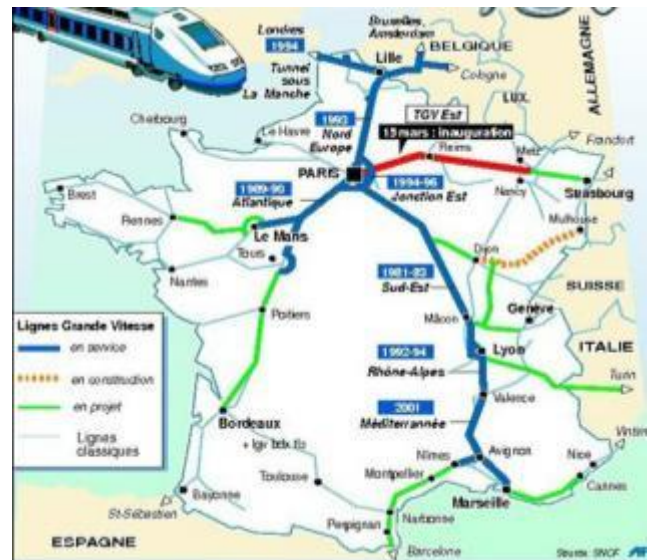 Londres
1994
Tunnel
sous
La Manche
Bruxelles,
Amsterdam
BELGIQUE
Lille
Cologne
ALLEMAGNE
LUX.
1993
Nord
Europe
TGV Est
15 mars : inauguration
Cherbourg
Le Havre
Reims
Metz
Francfort
PARIS
1994-96
Jonction Est
Nancy
Strasbourg
1989-90
Atlantique
Brest
Rennes
Le Mans
Mulhouse
Tours
Dijon
Nantes
1981-83
Sud-Est
SUISSE
Genève
Mâcon
Poitiers
Lignes Grande Vitesse
en service
en construction
en projet
Lignes
classiques
1992-94
Lyon
Rhône-Alpes
ITALIE
Turin
Valence
2001
Méditerrannée
Bordeaux
Vintim
Nîmes
Avignon
Nice
Toulouse
Montpellier
Cannes
Marseille
Bayonne
St-Sébastien
Narbonne
Perpignan
ESPAGNE
Barcelone
Source: SNCF